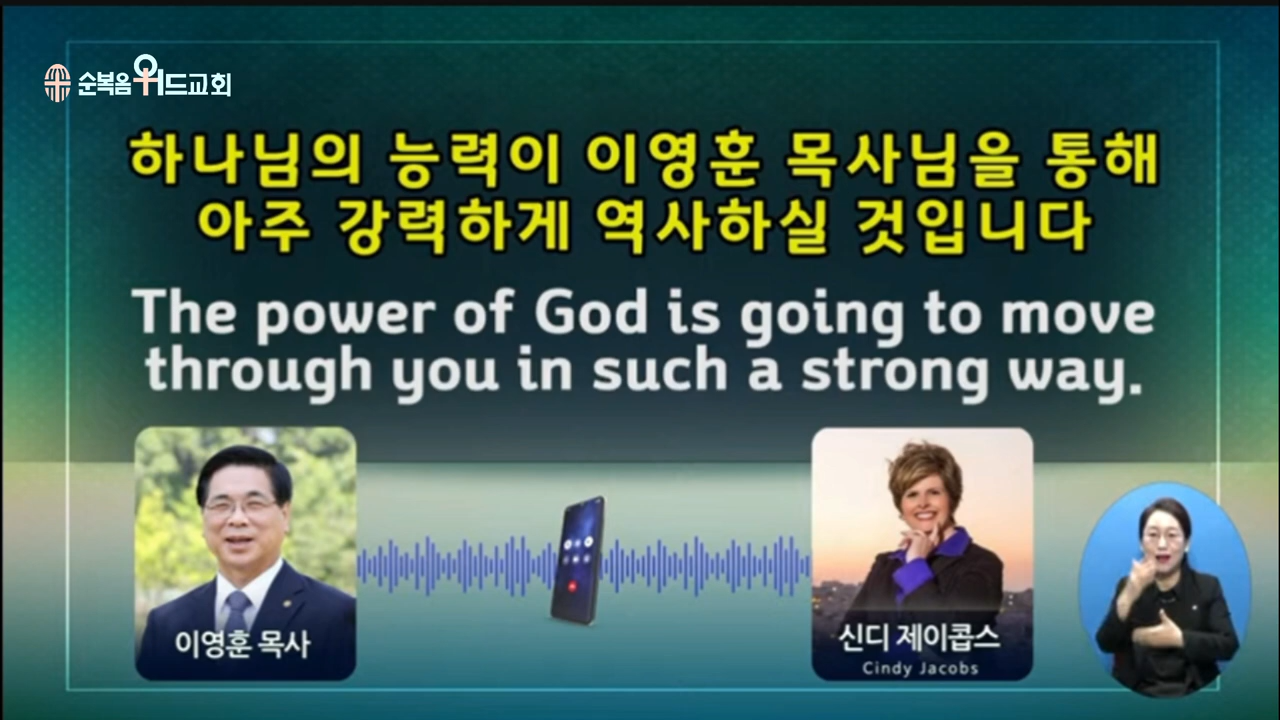 순복음위드교회
하나님의 능력이 이영훈 목사님을 통해
아주 강력하게 역사하실 것입니다
The power of God is going to move
through you in such a strong way.
이영훈 목사
신디 제이콥스
Cindy Jacobs